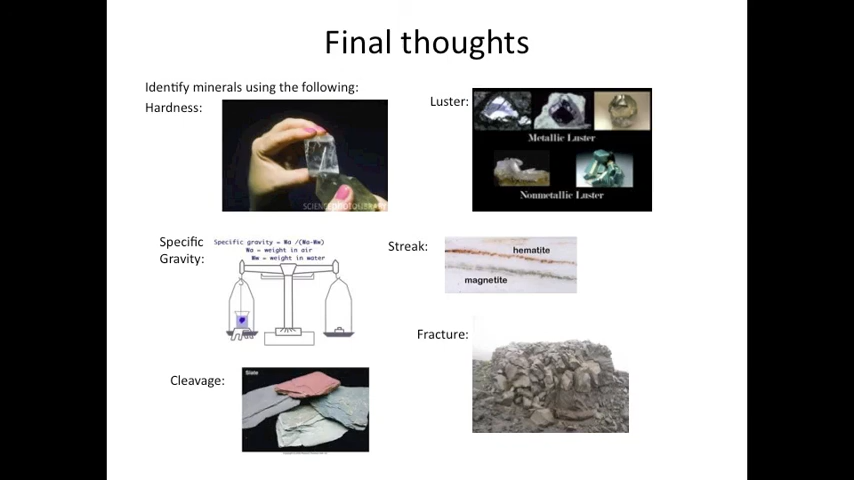 Final thoughts
Identify minerals using the following:
Hardness:
Luster:
Metallic Luster
Nonmetallic Luster
Specific
Gravity:
Specific gravity = Wa /(Wa-Ww)
Wa = weight in air
Ww = weight in water
Streak:
hematite
magnetite
Fracture:
Cleavage:
Slate